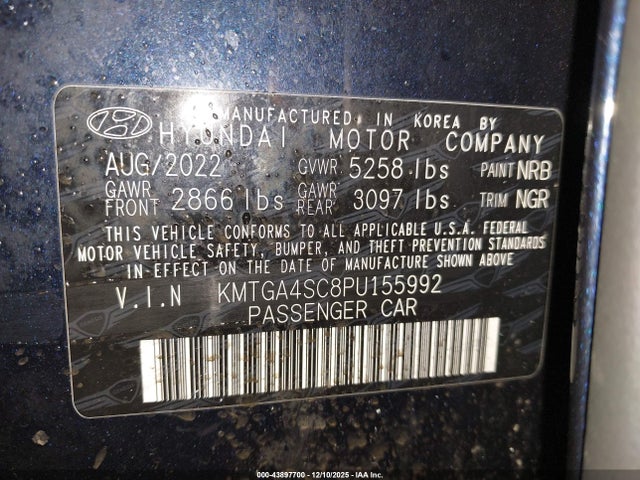 MANUFACTURED IN KOREA BY
HYUNDAI MOTOR COMPANY
AUG/2022 GVWR 5258 lbs PAINT NRB
GAWR FRONT 2866 lbs GAWR REAR 3097 lbs TRIM NGR
THIS VEHICLE CONFORMS TO ALL APPLICABLE U.S.A. FEDERAL
MOTOR VEHICLE SAFETY, BUMPER, AND THEFT PREVENTION STANDARDS
IN EFFECT ON THE DATE OF MANUFACTURE SHOWN ABOVE
V.I.N KMTGA4SC8PU155992
PASSENGER CAR
000-43897700 - 12/10/2025 - IAA Inc.